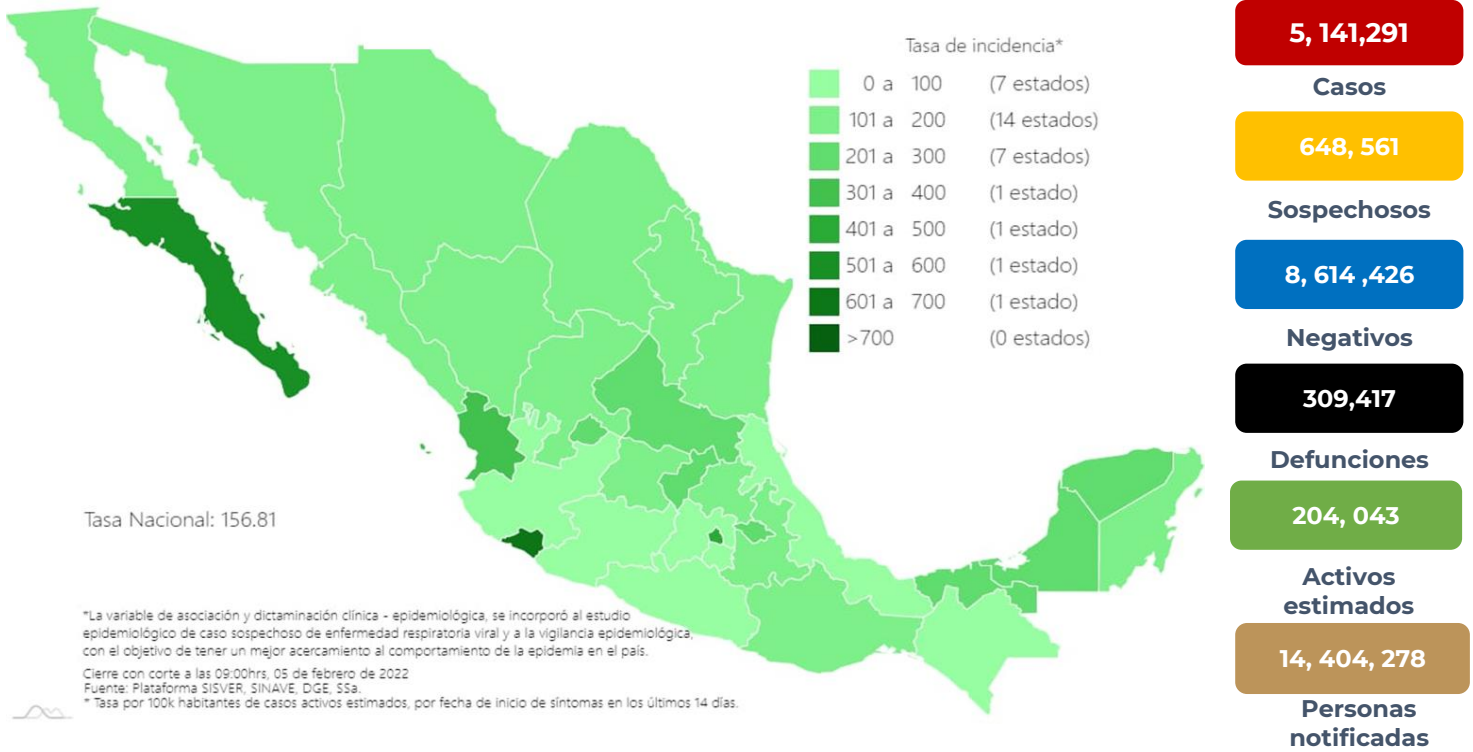 Tasa de incidencia*
0 a 100 (7 estados)
101 a 200 (14 estados)
201 a 300 (7 estados)
301 a 400 (1 estado)
401 a 500 (1 estado)
501 a 600 (1 estado)
601 a 700 (1 estado)
>700 (0 estados)
Tasa Nacional: 156.81
*La variable de asociación y dictaminación clínica - epidemiológica, se incorporó al estudio
epidemiológico de caso sospechoso de enfermedad respiratoria viral y a la vigilancia epidemiológica,
con el objetivo de tener un mejor acercamiento al comportamiento de la epidemia en el país.
Cierre con corte a las 09:00hrs, 05 de febrero de 2022
Fuente: Plataforma SISVER, SINAVE, DGE, SSa.
* Tasa por 100k habitantes de casos activos estimados, por fecha de inicio de síntomas en los últimos 14 días.
5, 141,291
Casos
648, 561
Sospechosos
8, 614 ,426
Negativos
309,417
Defunciones
204, 043
Activos
estimados
14, 404, 278
Personas
notificadas